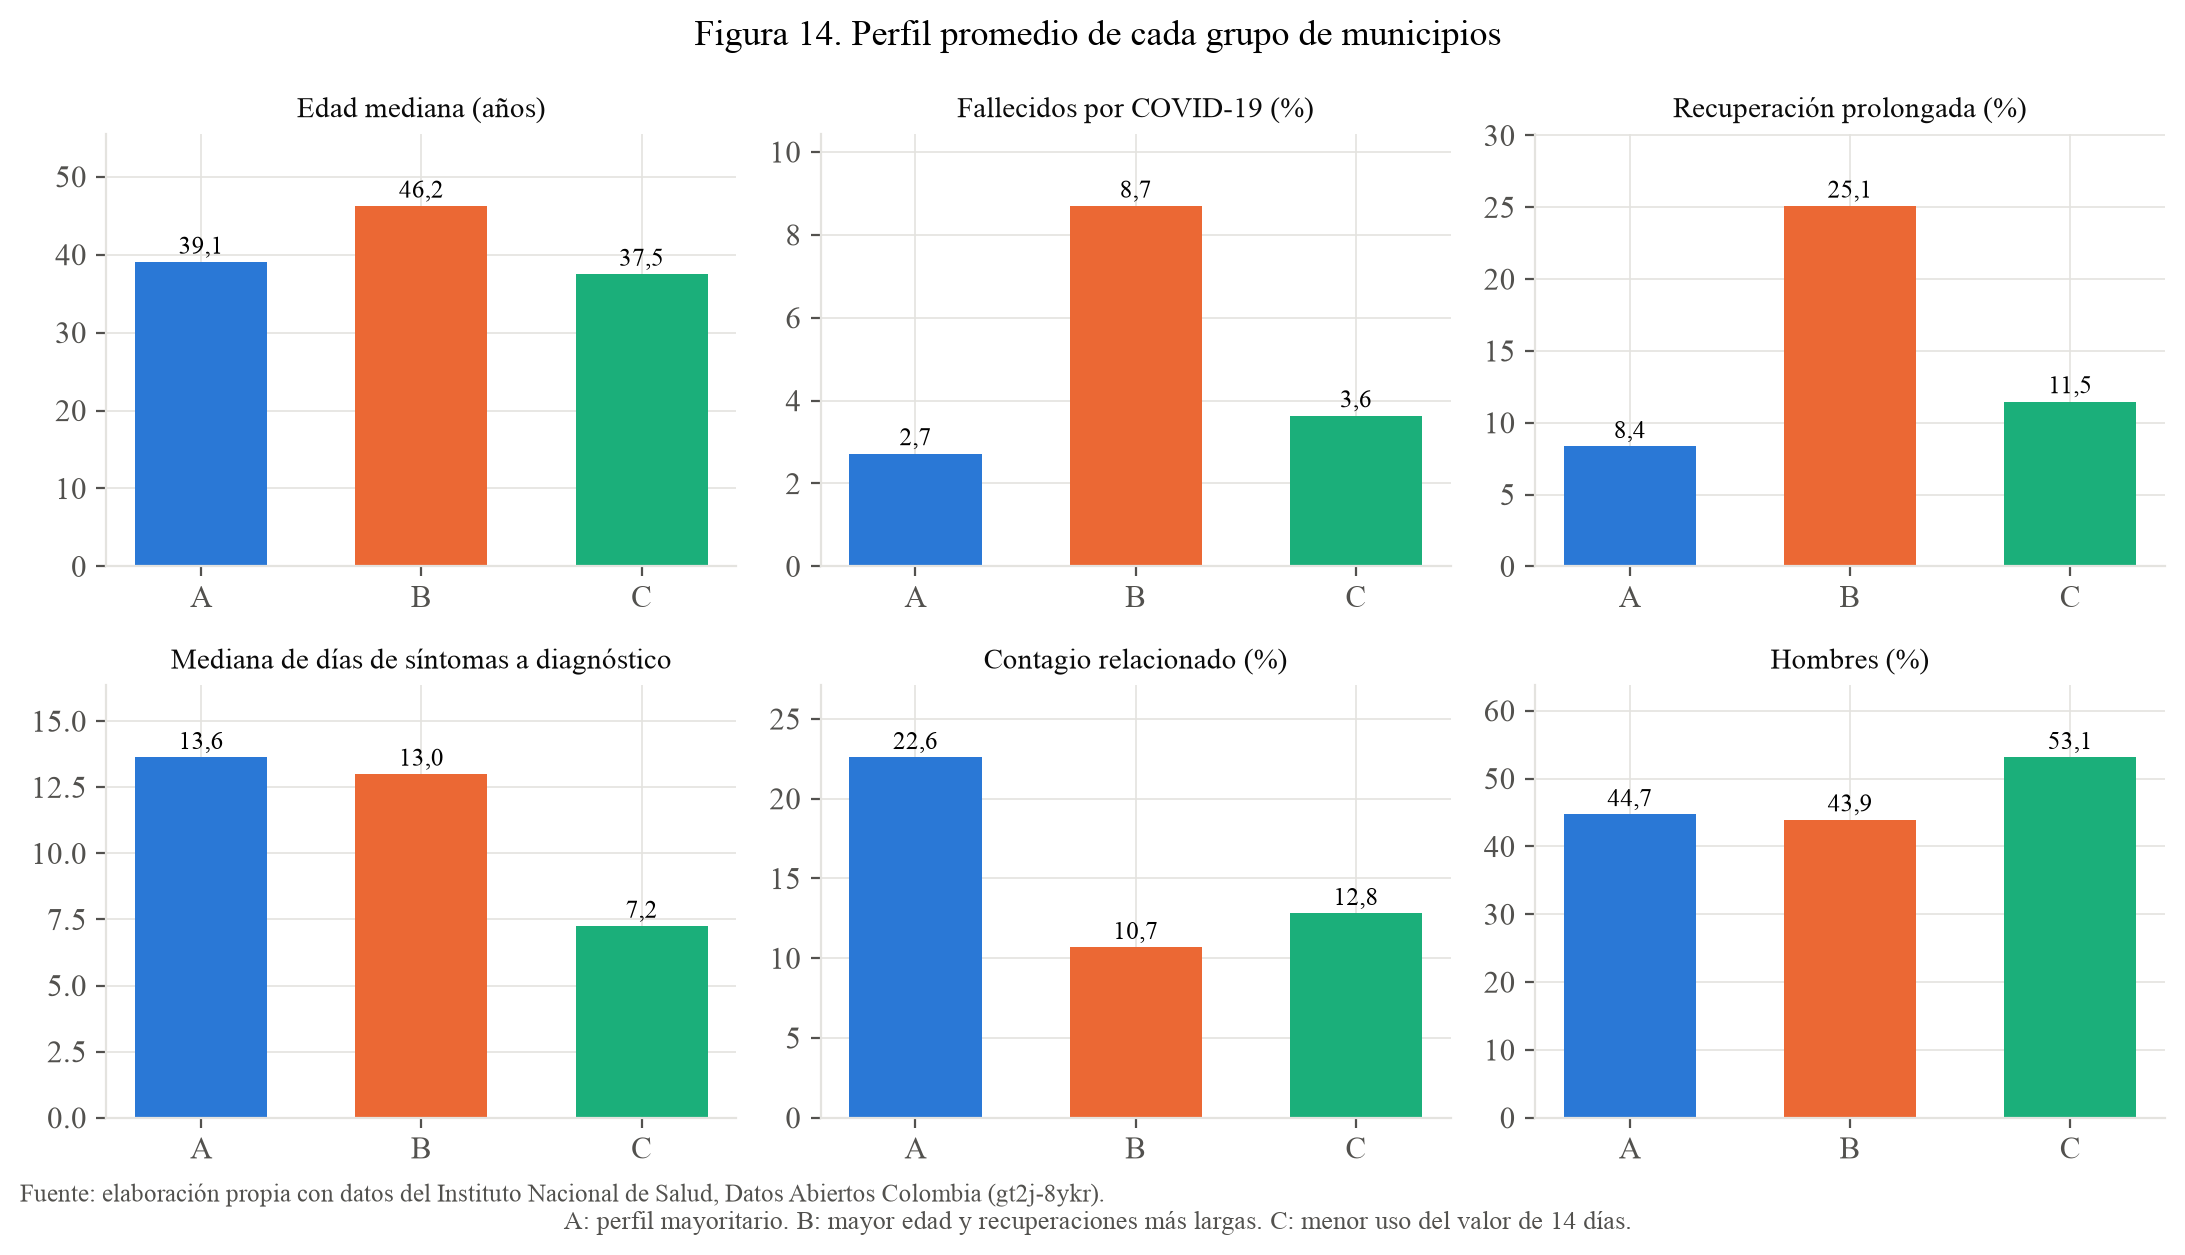 Figura 14. Perfil promedio de cada grupo de municipios
Edad mediana (años)
50
40
30
20
10
0
39,1
46,2
37,5
A
B
C
Fallecidos por COVID-19 (%)
10
8
6
4
2
0
2,7
8,7
3,6
A
B
C
Recuperación prolongada (%)
30
25
20
15
10
5
0
8,4
25,1
11,5
A
B
C
Mediana de días de síntomas a diagnóstico
15.0
12.5
10.0
7.5
5.0
2.5
0.0
13,6
13,0
7,2
A
B
C
Contagio relacionado (%)
25
20
15
10
5
0
22,6
10,7
12,8
A
B
C
Hombres (%)
60
50
40
30
20
10
0
44,7
43,9
53,1
A
B
C
Fuente: elaboración propia con datos del Instituto Nacional de Salud, Datos Abiertos Colombia (gt2j-8ykr).
A: perfil mayoritario. B: mayor edad y recuperaciones más largas. C: menor uso del valor de 14 días.